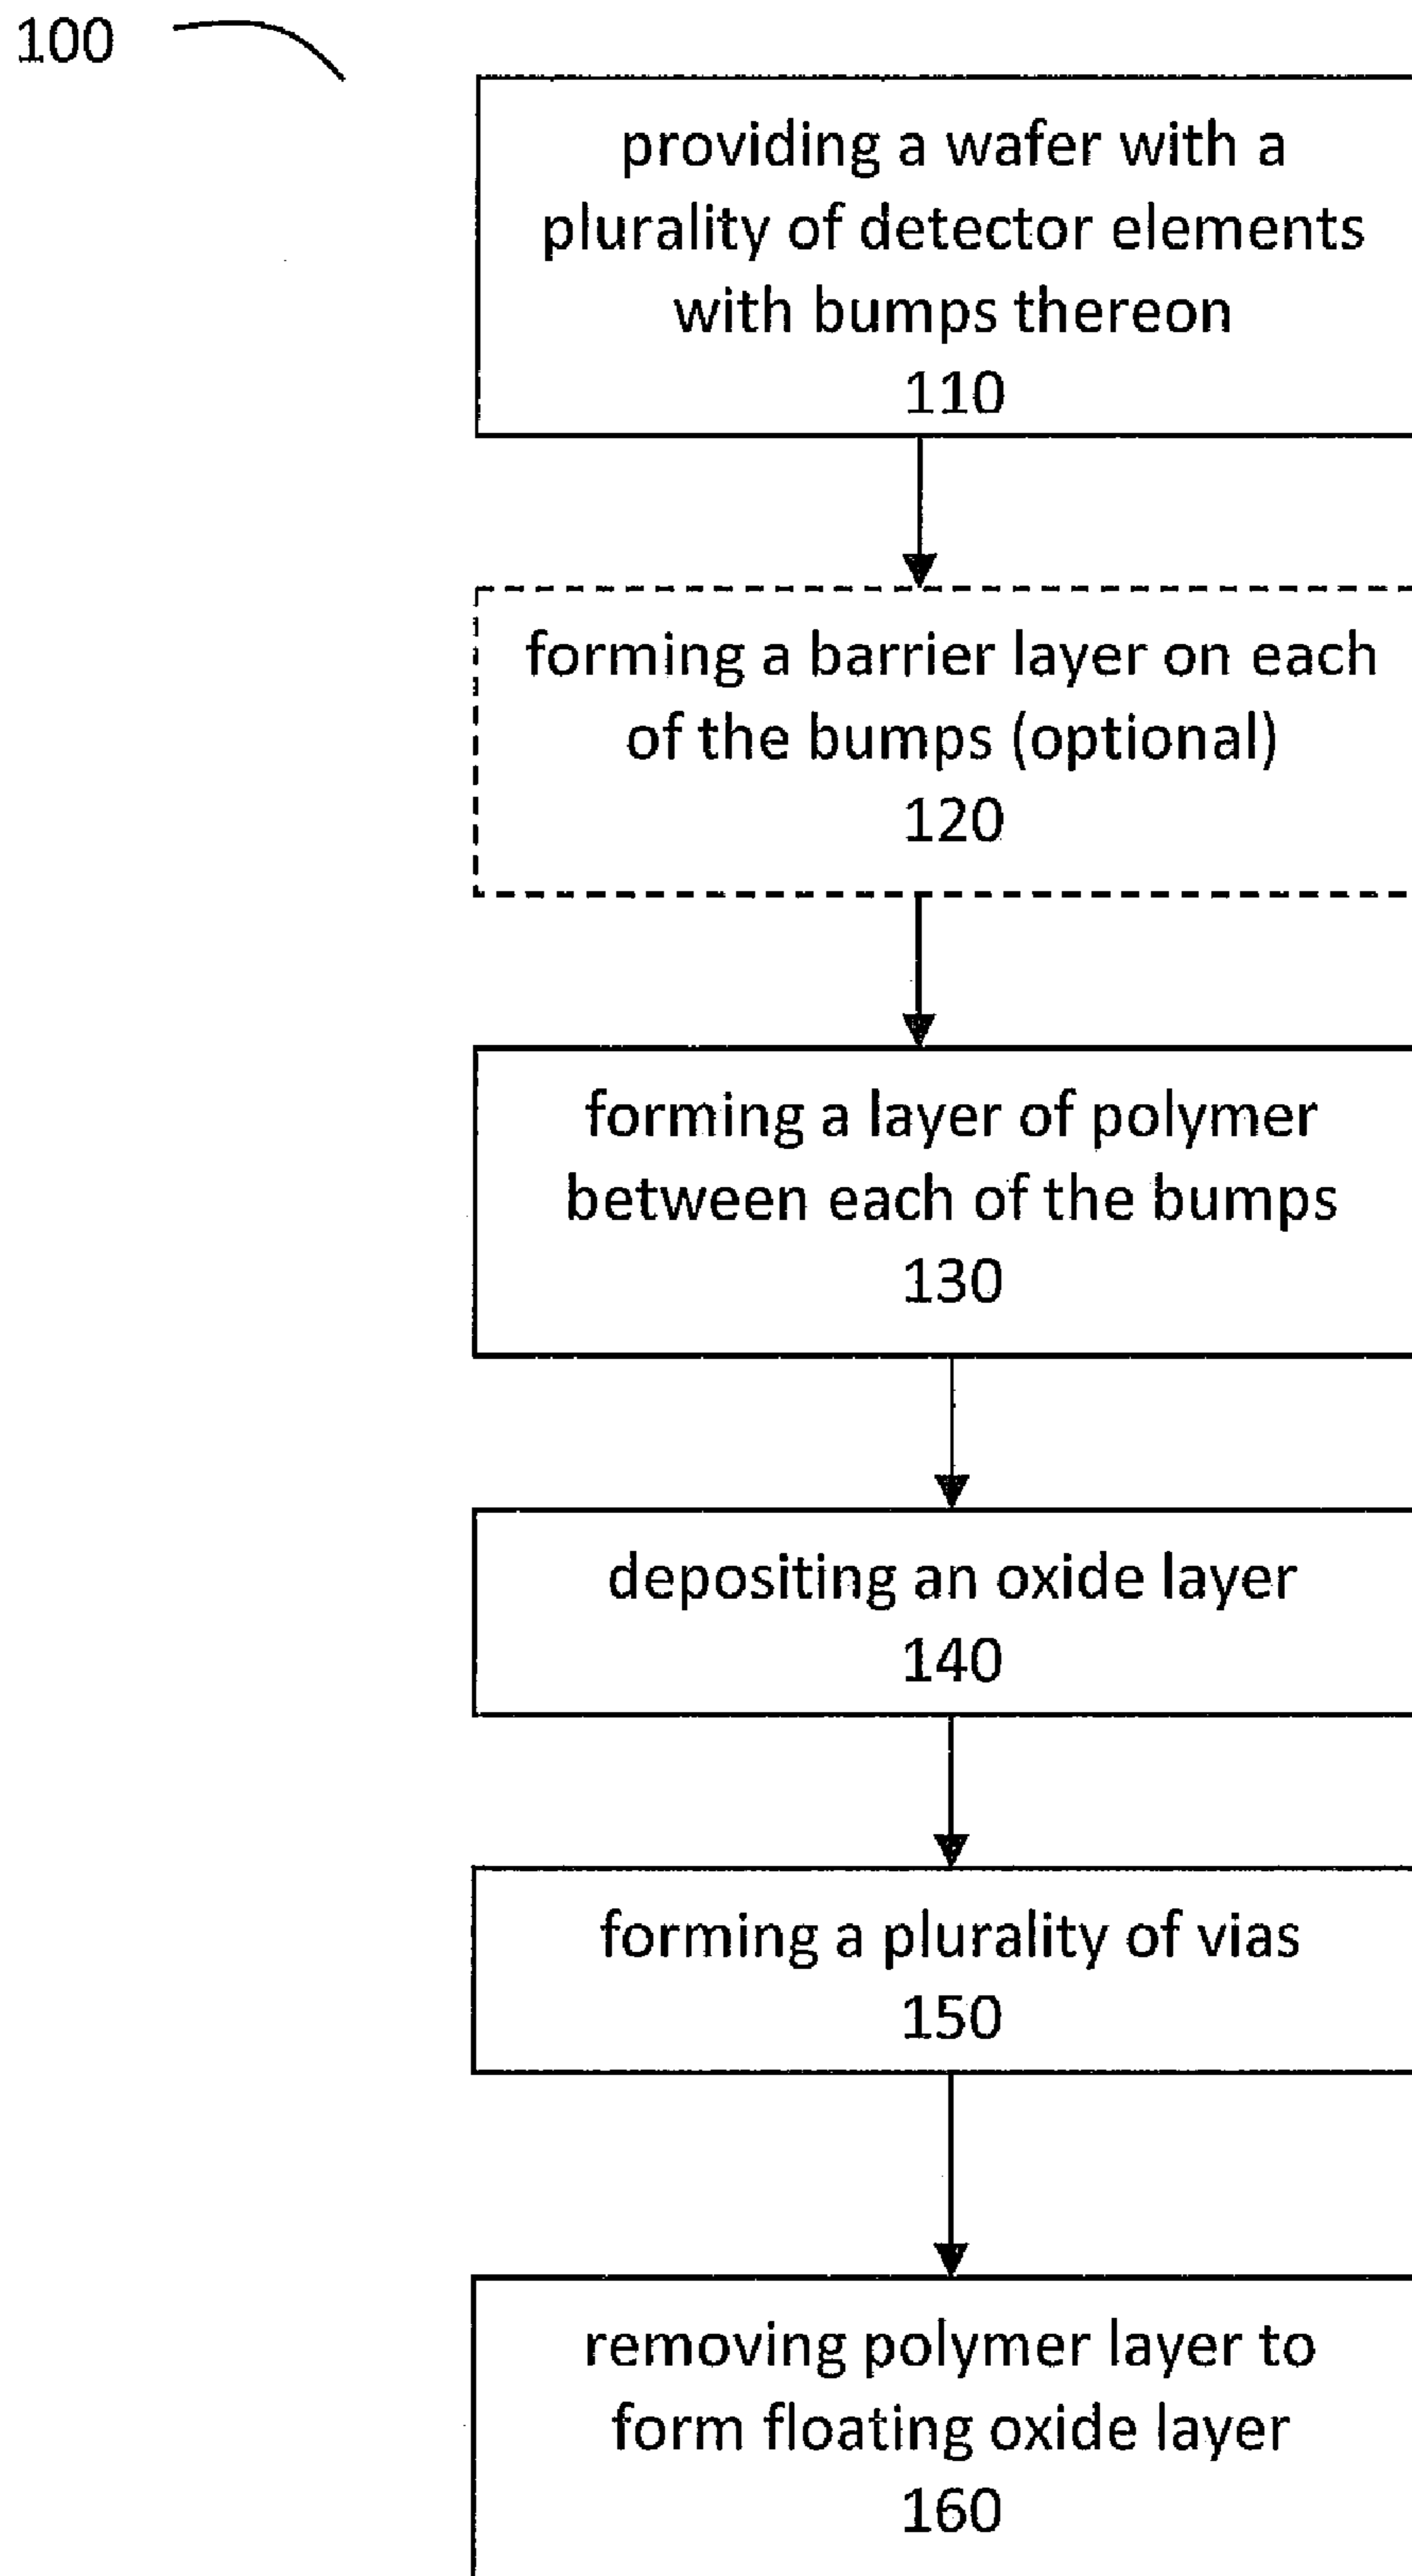 100
providing a wafer with a
plurality of detector elements
with bumps thereon
110
forming a barrier layer on each
of the bumps (optional)
120
forming a layer of polymer
between each of the bumps
130
depositing an oxide layer
140
forming a plurality of vias
150
removing polymer layer to
form floating oxide layer
160